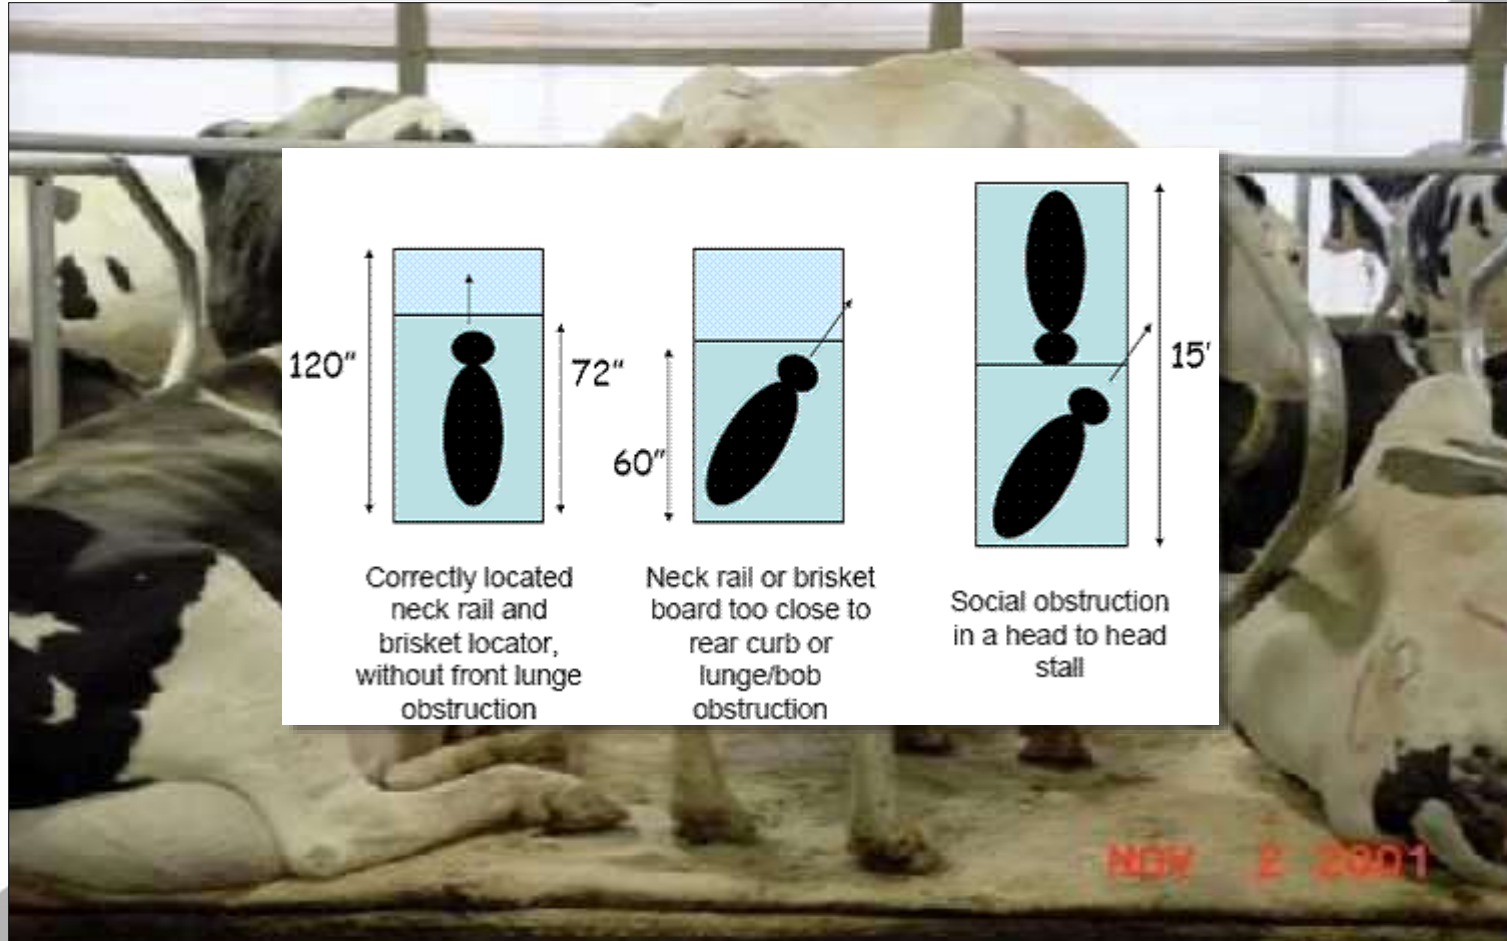 120"
72"
Correctly located
neck rail and
brisket locator,
without front lunge
obstruction
60"
Neck rail or brisket
board too close to
rear curb or
lunge/bob
obstruction
15'
Social obstruction
in a head to head
stall
NOV 2 2001